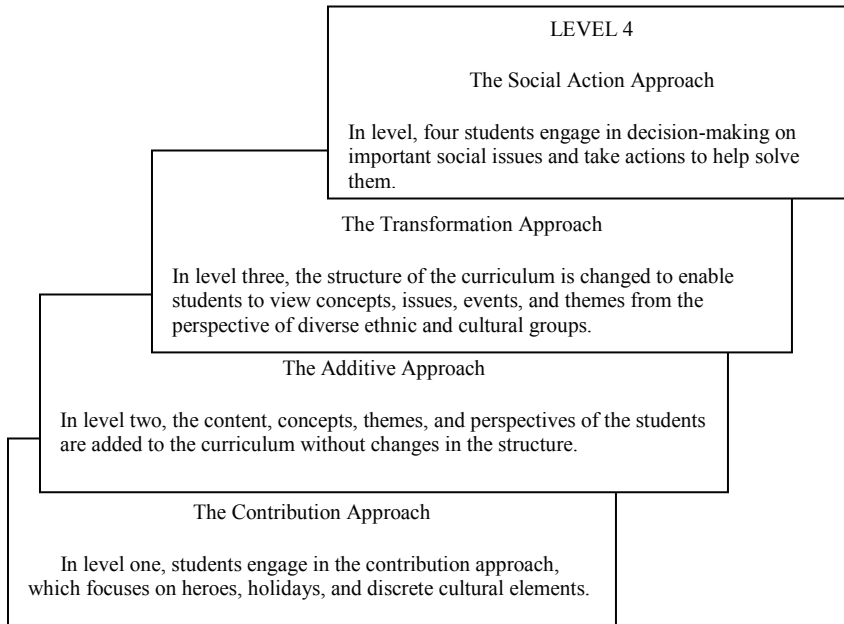 LEVEL 4
The Social Action Approach
In level, four students engage in decision-making on
important social issues and take actions to help solve
them.
The Transformation Approach
In level three, the structure of the curriculum is changed to enable
students to view concepts, issues, events, and themes from the
perspective of diverse ethnic and cultural groups.
The Additive Approach
In level two, the content, concepts, themes, and perspectives of the students
are added to the curriculum without changes in the structure.
The Contribution Approach
In level one, students engage in the contribution approach,
which focuses on heroes, holidays, and discrete cultural elements.